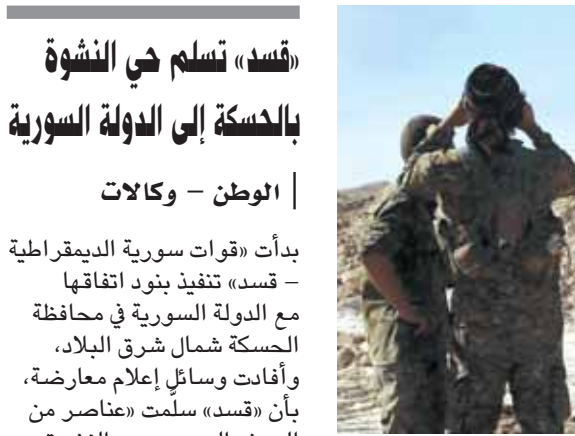 «قسد» تسلم حي النشوة
بالحسكة إلى الدولة السورية
| الوطن – وكالات
بدأت «قوات سورية الديمقراطية
– قسد» تنفيذ بنود اتفاقها
مع الدولة السورية في محافظة
الحسكة شمال شرق البلاد،
وأفادت وسائل إعلام معارضة،
بأن «قسد» سلّمت «عناصر من